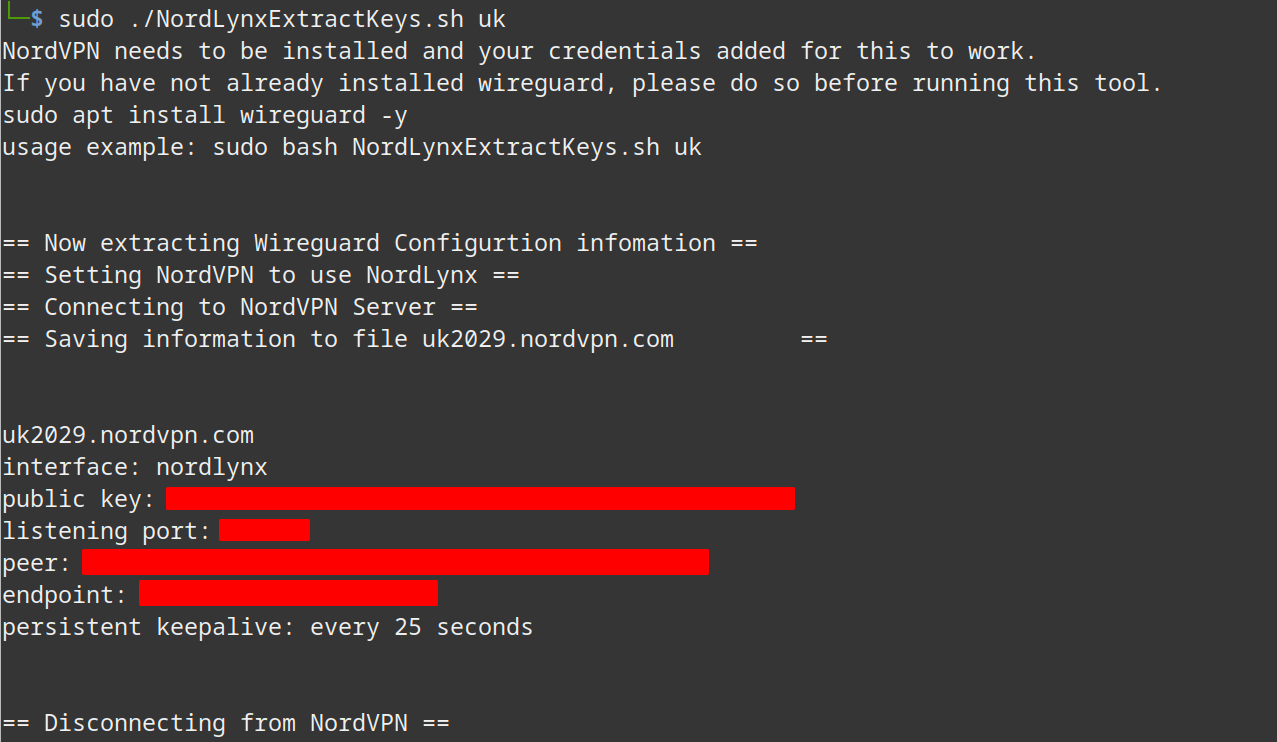 └─$ sudo ./NordLynxExtractKeys.sh uk
NordVPN needs to be installed and your credentials added for this to work.
If you have not already installed wireguard, please do so before running this tool.
sudo apt install wireguard -y
usage example: sudo bash NordLynxExtractKeys.sh uk
== Now extracting Wireguard Configurtion infomation ==
== Setting NordVPN to use NordLynx ==
== Connecting to NordVPN Server ==
== Saving information to file uk2029.nordvpn.com         ==
uk2029.nordvpn.com
interface: nordlynx
public key:
listening port:
peer:
endpoint:
persistent keepalive: every 25 seconds
== Disconnecting from NordVPN ==